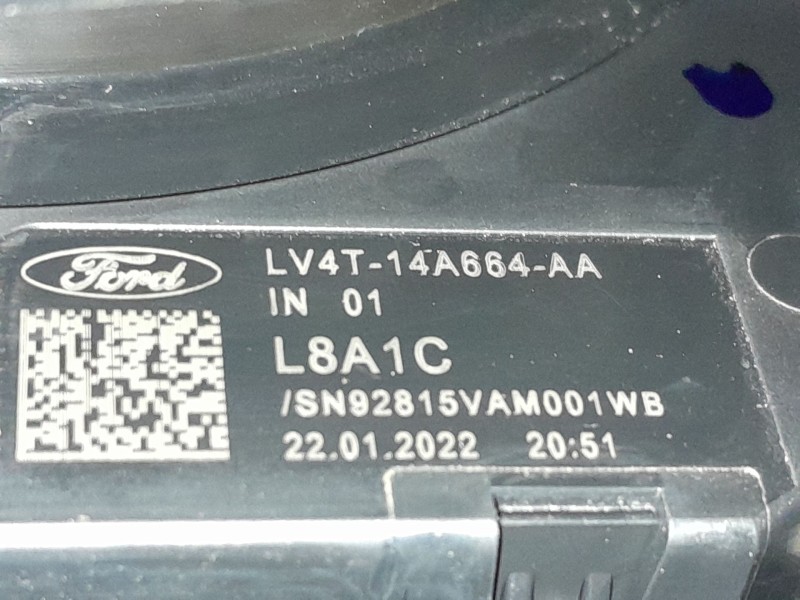 Ford
LV4T-14A664-AA
IN 01
L8A1C
/SN92815VAM001WB
22.01.2022 20:51